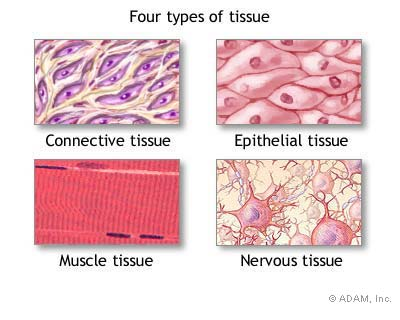 Four types of tissue
Connective tissue
Epithelial tissue
Muscle tissue
Nervous tissue
© ADAM, Inc.